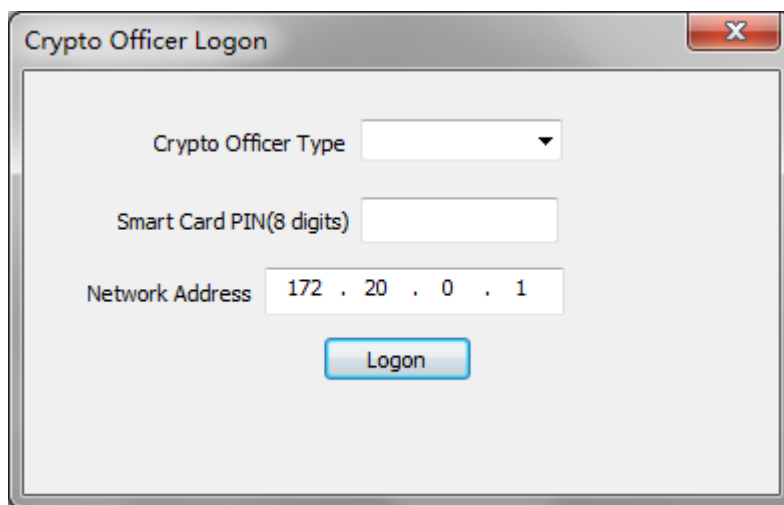 Crypto Officer Logon
Crypto Officer Type
Smart Card PIN(8 digits)
Network Address 172 . 20 . 0 . 1
Logon